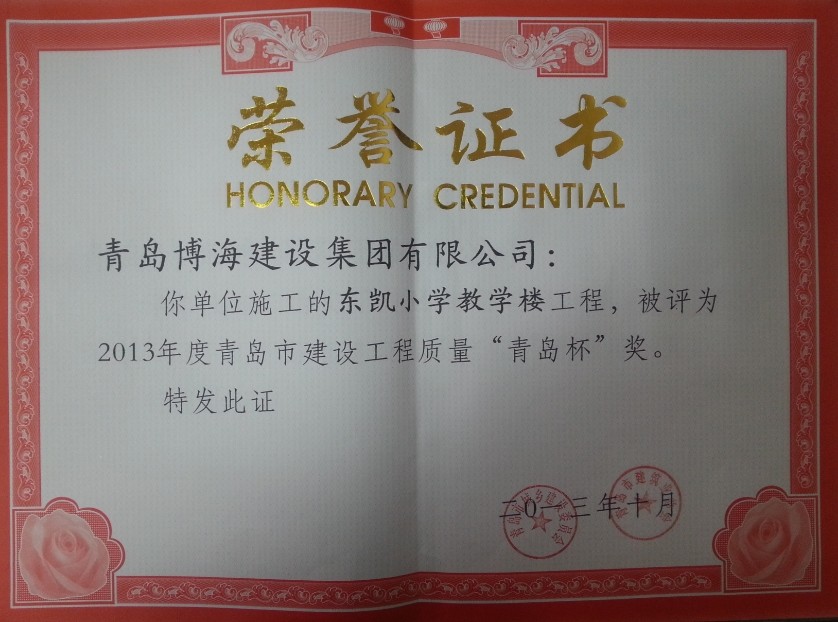 荣誉证书
HONORARY CREDENTIAL
青岛博海建设集团有限公司：
你单位施工的东凯小学教学楼工程，被评为
2013年度青岛市建设工程质量“青岛杯”奖。
特发此证
二0一三年十月